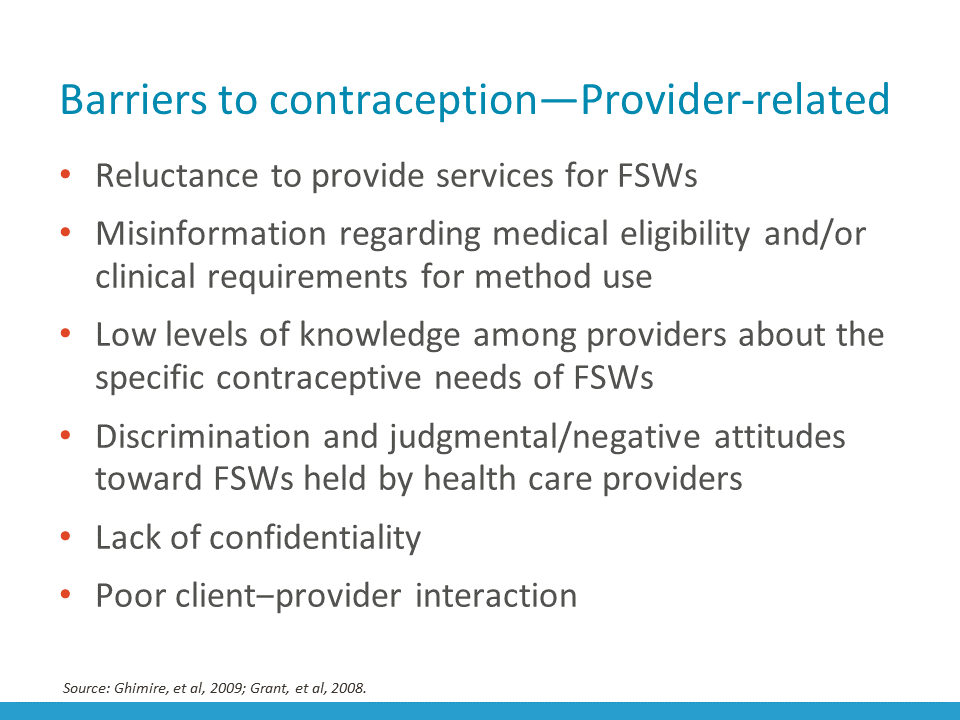 Barriers to contraception—Provider-related
• Reluctance to provide services for FSWs
• Misinformation regarding medical eligibility and/or
clinical requirements for method use
• Low levels of knowledge among providers about the
specific contraceptive needs of FSWs
• Discrimination and judgmental/negative attitudes
toward FSWs held by health care providers
• Lack of confidentiality
• Poor client–provider interaction
Source: Ghimire, et al, 2009; Grant, et al, 2008.